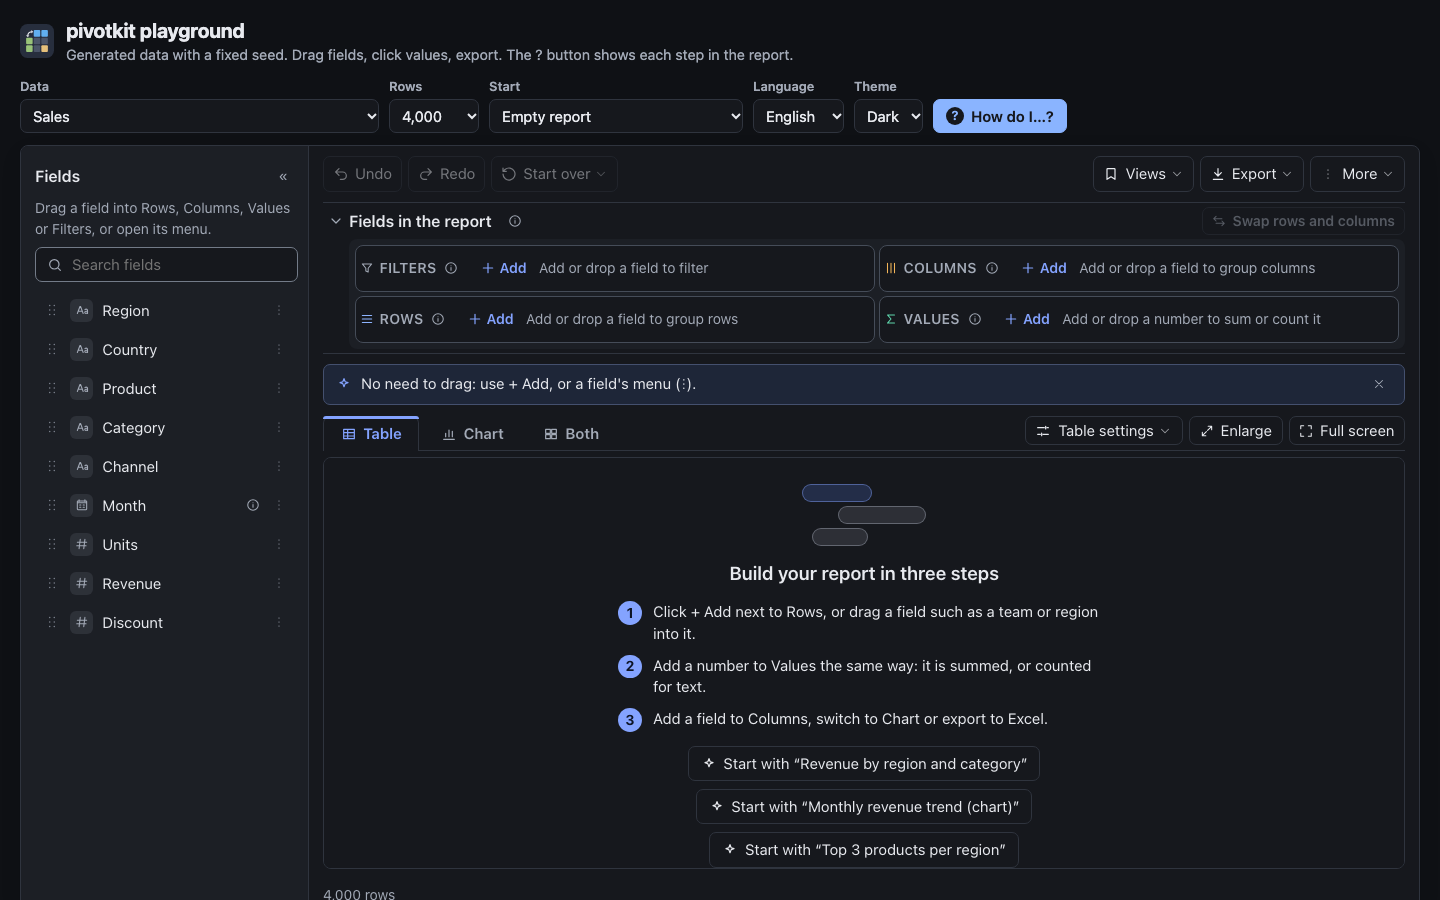 pivotkit playground
Generated data with a fixed seed. Drag fields, click values, export. The ? button shows each step in the report.
Data
Rows
Start
Language
Theme
Sales
4,000
Empty report
English
Dark
? How do I...?
Fields
«
Drag a field into Rows, Columns, Values
or Filters, or open its menu.
Search fields
Aa Region
Aa Country
Aa Product
Aa Category
Aa Channel
Month
# Units
# Revenue
# Discount
Undo
Redo
Start over
Views
Export
More
Fields in the report
Swap rows and columns
FILTERS
+ Add
Add or drop a field to filter
COLUMNS
+ Add
Add or drop a field to group columns
ROWS
+ Add
Add or drop a field to group rows
Σ VALUES
+ Add
Add or drop a number to sum or count it
No need to drag: use + Add, or a field's menu (⋮).
Table
Chart
Both
Table settings
Enlarge
Full screen
Build your report in three steps
1 Click + Add next to Rows, or drag a field such as a team or region
into it.
2 Add a number to Values the same way: it is summed, or counted
for text.
3 Add a field to Columns, switch to Chart or export to Excel.
Start with “Revenue by region and category”
Start with “Monthly revenue trend (chart)”
Start with “Top 3 products per region”
4,000 rows